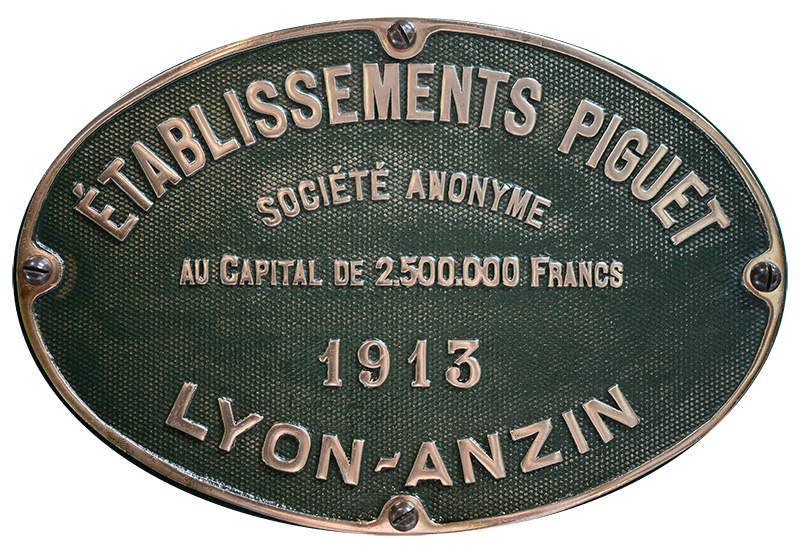 ÉTABLISSEMENTS PIGUET
SOCIÉTÉ ANONYME
AU CAPITAL DE 2.500.000 FRANCS
1913
LYON-ANZIN